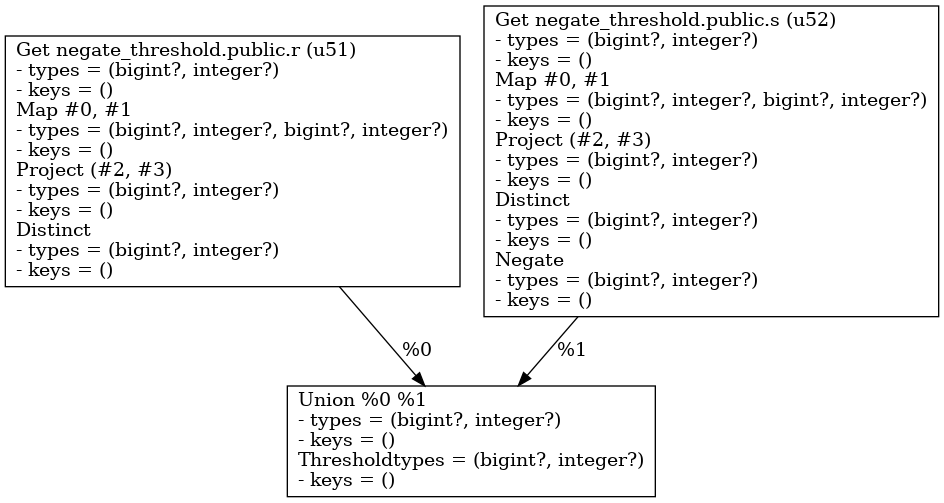 Get negate_threshold.public.r (u51)
- types = (bigint?, integer?)
- keys = ()
Map #0, #1
- types = (bigint?, integer?, bigint?, integer?)
- keys = ()
Project (#2, #3)
- types = (bigint?, integer?)
- keys = ()
Distinct
- types = (bigint?, integer?)
- keys = ()
Get negate_threshold.public.s (u52)
- types = (bigint?, integer?)
- keys = ()
Map #0, #1
- types = (bigint?, integer?, bigint?, integer?)
- keys = ()
Project (#2, #3)
- types = (bigint?, integer?)
- keys = ()
Distinct
- types = (bigint?, integer?)
- keys = ()
Negate
- types = (bigint?, integer?)
- keys = ()
%0
%1
Union %0 %1
- types = (bigint?, integer?)
- keys = ()
Thresholdtypes = (bigint?, integer?)
- keys = ()